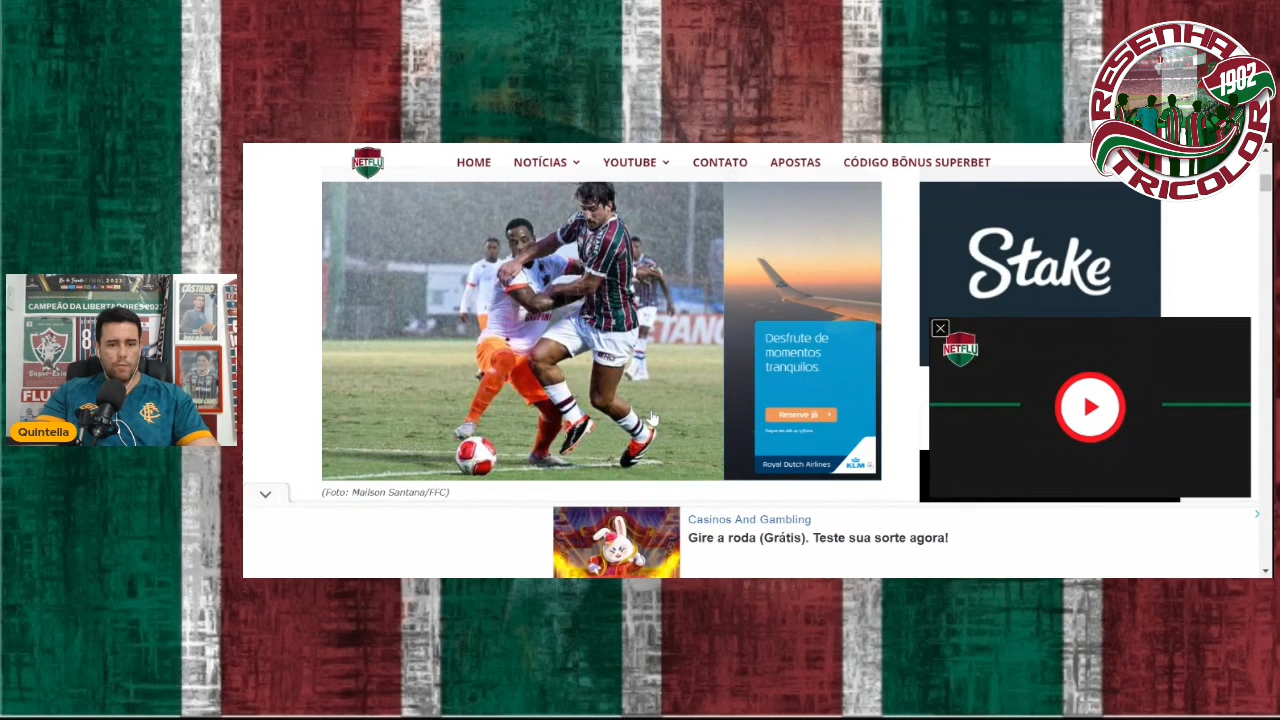 RESENHA
1902
TRICOLOR
NETFLU
HOME
NOTÍCIAS
YOUTUBE
CONTATO
APOSTAS
CÓDIGO BÔNUS SUPERBET
Stake
Desfrute de
momentos
tranquilos.
Reserve já
Royal Dutch Airlines
KLM
NETFLU
CAMPEÃO DA LIBERTADORES
CASTILHO
FLU
Quintella
(Foto: Mailson Santana/FFC)
Casinos And Gambling
Gire a roda (Grátis). Teste sua sorte agora!